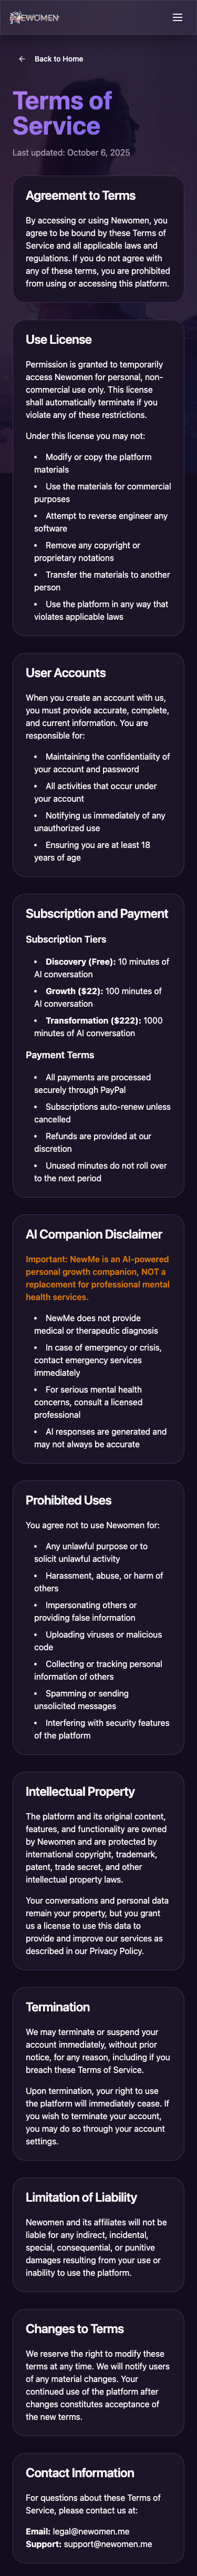 NEWOMEN
Back to Home
Terms of
Service
Last updated: October 6, 2025
Agreement to Terms
By accessing or using Newomen, you
agree to be bound by these Terms of
Service and all applicable laws and
regulations. If you do not agree with
any of these terms, you are prohibited
from using or accessing this platform.
Use License
Permission is granted to temporarily
access Newomen for personal, non-
commercial use only. This license
shall automatically terminate if you
violate any of these restrictions.
Under this license you may not:
• Modify or copy the platform
materials
• Use the materials for commercial
purposes
• Attempt to reverse engineer any
software
• Remove any copyright or
proprietary notations
• Transfer the materials to another
person
• Use the platform in any way that
violates applicable laws
User Accounts
When you create an account with us,
you must provide accurate, complete,
and current information. You are
responsible for:
• Maintaining the confidentiality of
your account and password
• All activities that occur under
your account
• Notifying us immediately of any
unauthorized use
• Ensuring you are at least 18
years of age
Subscription and Payment
Subscription Tiers
• Discovery (Free): 10 minutes of
AI conversation
• Growth ($22): 100 minutes of
AI conversation
• Transformation ($222): 1000
minutes of AI conversation
Payment Terms
• All payments are processed
securely through PayPal
• Subscriptions auto-renew unless
cancelled
• Refunds are provided at our
discretion
• Unused minutes do not roll over
to the next period
AI Companion Disclaimer
Important: NewMe is an AI-powered
personal growth companion, NOT a
replacement for professional mental
health services.
• NewMe does not provide
medical or therapeutic diagnosis
• In case of emergency or crisis,
contact emergency services
immediately
• For serious mental health
concerns, consult a licensed
professional
• AI responses are generated and
may not always be accurate
Prohibited Uses
You agree not to use Newomen for:
• Any unlawful purpose or to
solicit unlawful activity
• Harassment, abuse, or harm of
others
• Impersonating others or
providing false information
• Uploading viruses or malicious
code
• Collecting or tracking personal
information of others
• Spamming or sending
unsolicited messages
• Interfering with security features
of the platform
Intellectual Property
The platform and its original content,
features, and functionality are owned
by Newomen and are protected by
international copyright, trademark,
patent, trade secret, and other
intellectual property laws.
Your conversations and personal data
remain your property, but you grant
us a license to use this data to
provide and improve our services as
described in our Privacy Policy.
Termination
We may terminate or suspend your
account immediately, without prior
notice, for any reason, including if you
breach these Terms of Service.
Upon termination, your right to use
the platform will immediately cease. If
you wish to terminate your account,
you may do so through your account
settings.
Limitation of Liability
Newomen and its affiliates will not be
liable for any indirect, incidental,
special, consequential, or punitive
damages resulting from your use or
inability to use the platform.
Changes to Terms
We reserve the right to modify these
terms at any time. We will notify users
of any material changes. Your
continued use of the platform after
changes constitutes acceptance of
the new terms.
Contact Information
For questions about these Terms of
Service, please contact us at:
Email: legal@newomen.me
Support: support@newomen.me